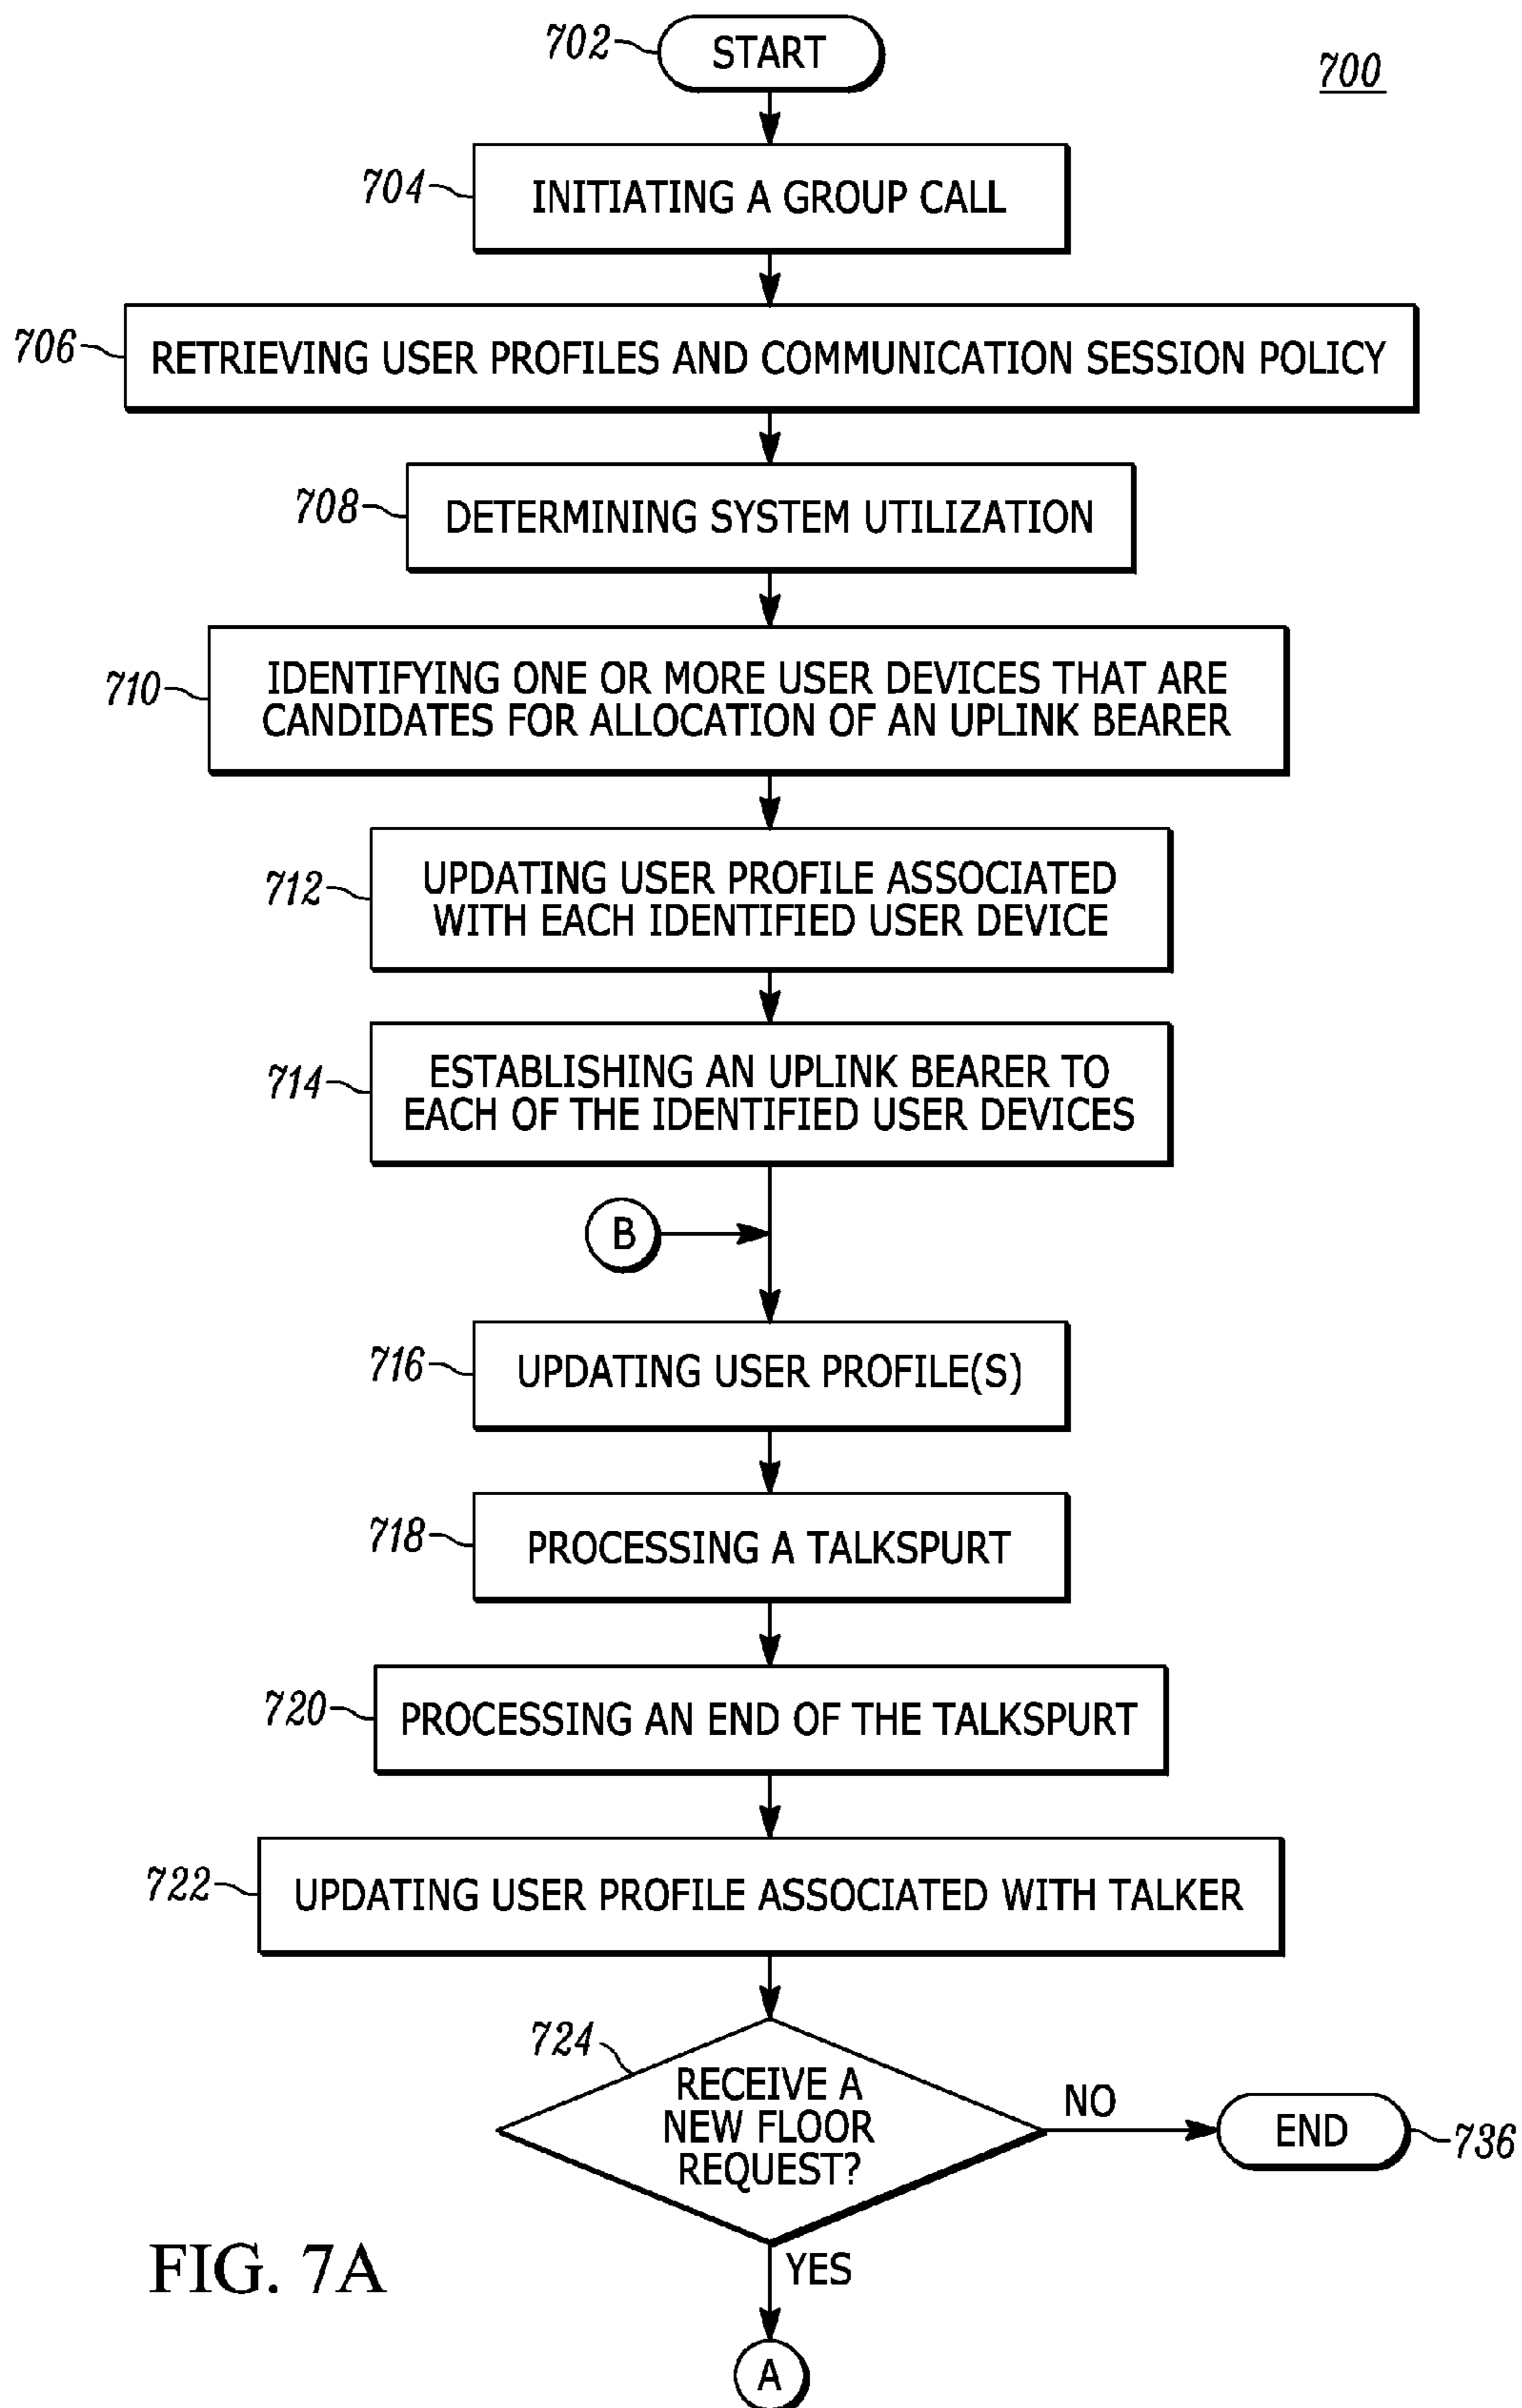 702
START
700
704
INITIATING A GROUP CALL
706
RETRIEVING USER PROFILES AND COMMUNICATION SESSION POLICY
708
DETERMINING SYSTEM UTILIZATION
710
IDENTIFYING ONE OR MORE USER DEVICES THAT ARE
CANDIDATES FOR ALLOCATION OF AN UPLINK BEARER
712
UPDATING USER PROFILE ASSOCIATED
WITH EACH IDENTIFIED USER DEVICE
714
ESTABLISHING AN UPLINK BEARER TO
EACH OF THE IDENTIFIED USER DEVICES
B
716
UPDATING USER PROFILE(S)
718
PROCESSING A TALKSPURT
720
PROCESSING AN END OF THE TALKSPURT
722
UPDATING USER PROFILE ASSOCIATED WITH TALKER
724
RECEIVE A
NEW FLOOR
REQUEST?
NO
END
736
YES
FIG. 7A
A